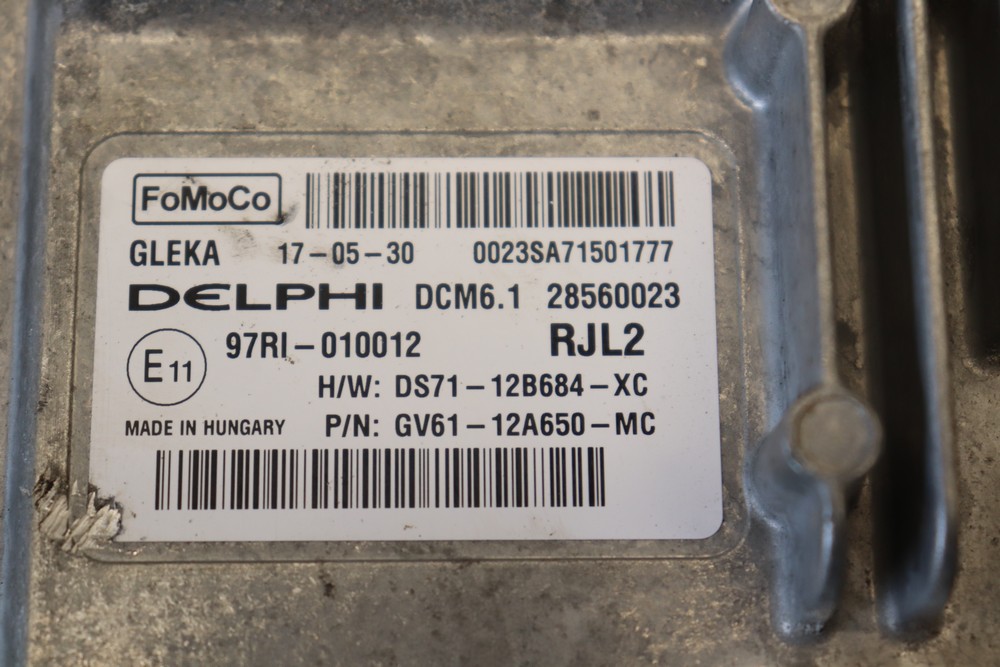 FoMoCo
GLEKA 17-05-30 0023SA71501777
DELPHI DCM6.1 28560023
E11 97RI-010012 RJL2
H/W: DS71-12B684-XC
MADE IN HUNGARY P/N: GV61-12A650-MC